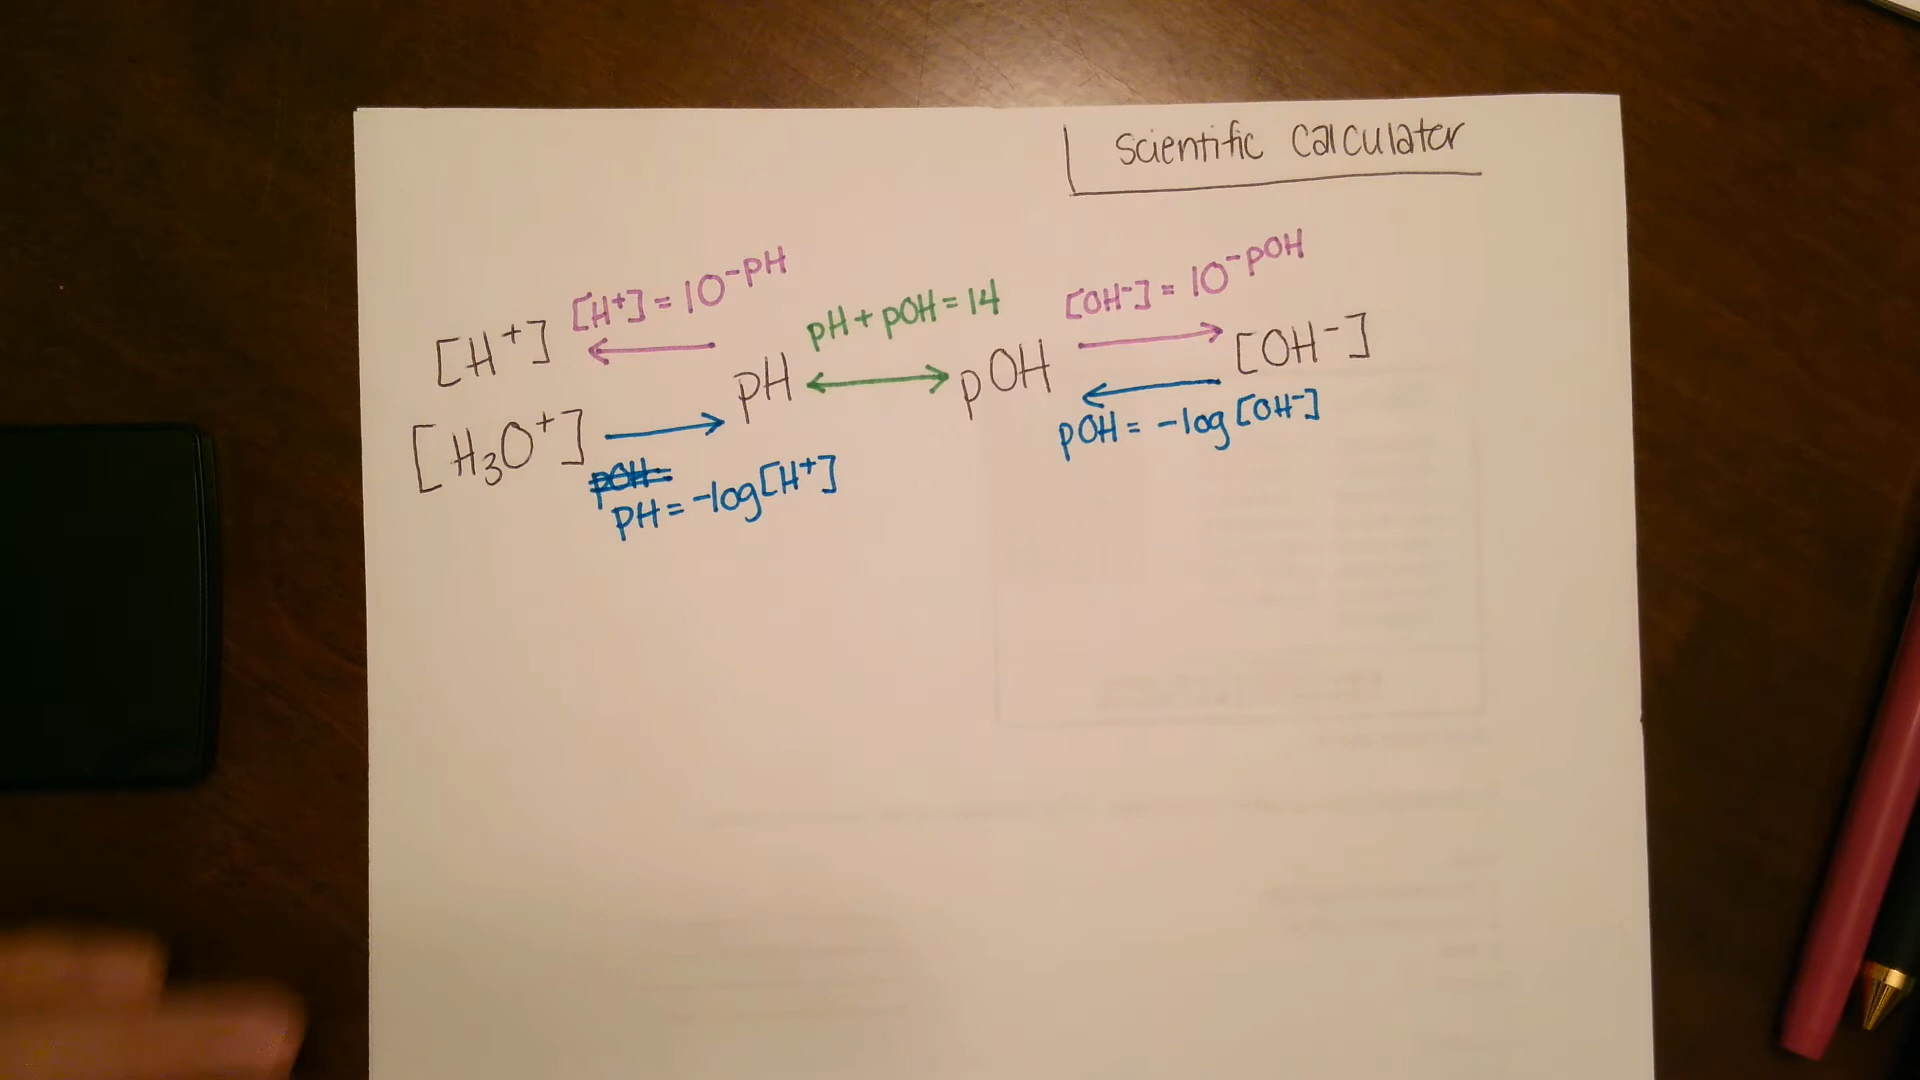 Scientific Calculator
[H⁺] = 10⁻ᵖᴴ
pH + pOH = 14
[OH⁻] = 10⁻ᵖᴼᴴ
[H⁺]
pH
pOH
[OH⁻]
[H₃O⁺]
pOH =
pH = -log[H⁺]
pOH = -log[OH⁻]